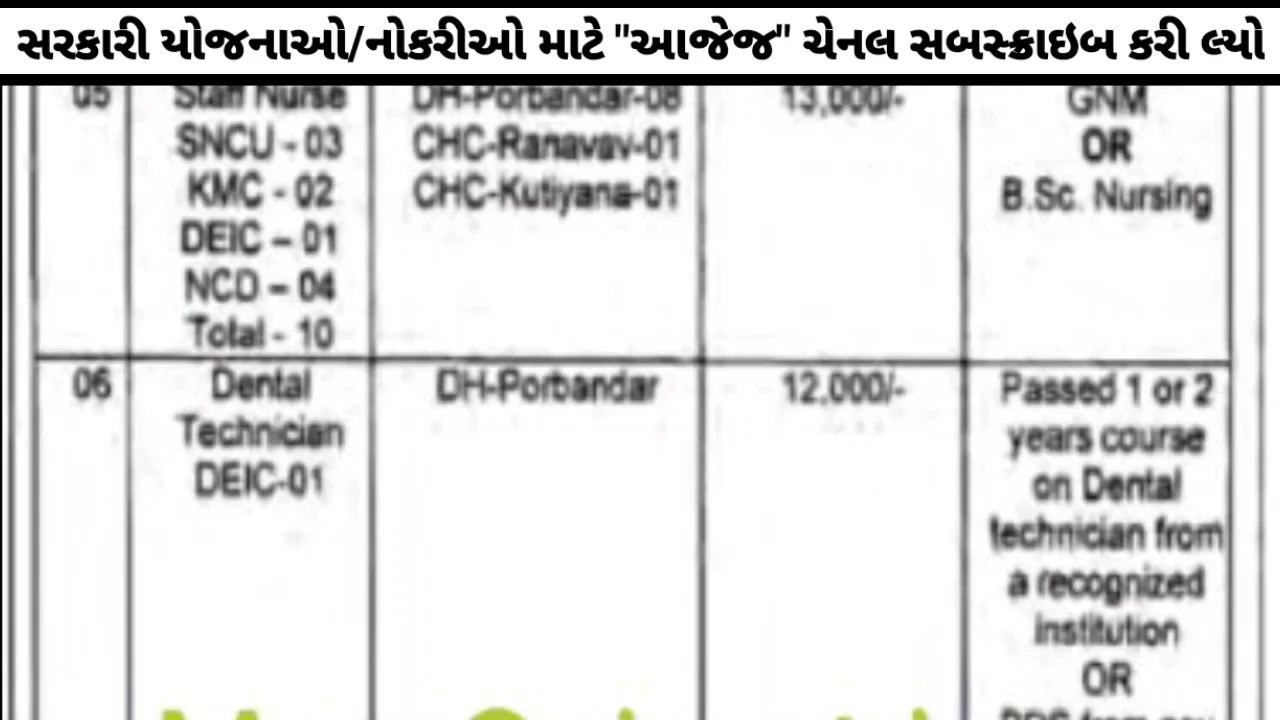 સરકારી યોજનાઓ/નોકરીઓ માટે "આજેજ" ચેનલ સબસ્ક્રાઇબ કરી લ્યો
05 Staff Nurse DH-Porbandar-08 13,000/- GNM
SNCU - 03 CHC-Ranavav-01 OR
KMC - 02 CHC-Kutiyana-01 B.Sc. Nursing
DEIC – 01
NCD – 04
Total - 10
06 Dental DH-Porbandar 12,000/- Passed 1 or 2
Technician years course
DEIC-01 on Dental
technician from
a recognized
institution
OR